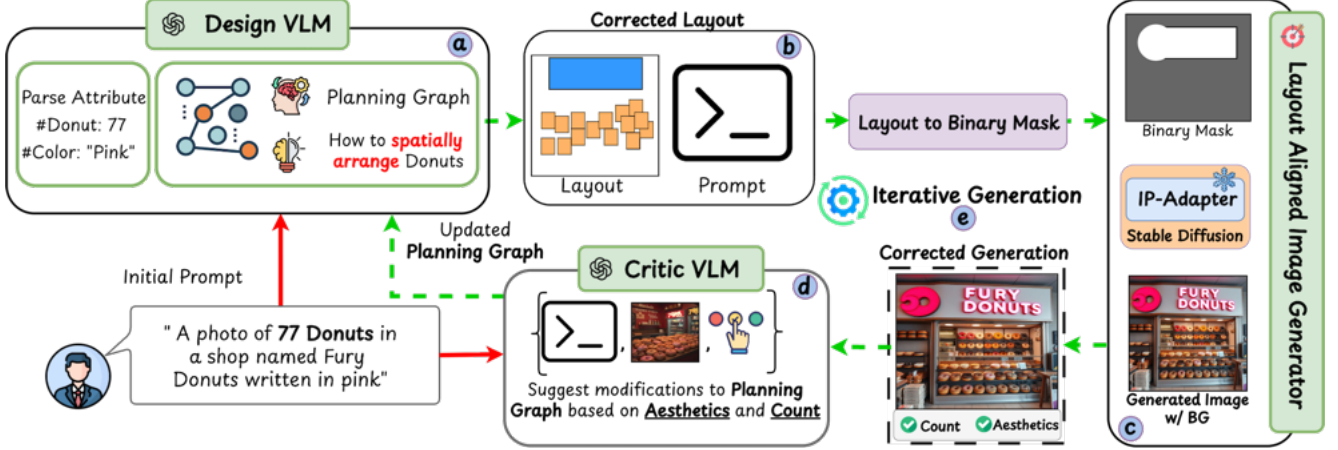 Design VLM
a
Parse Attribute
#Donut: 77
#Color: "Pink"
Planning Graph
How to spatially
arrange Donuts
Corrected Layout
b
Layout
Prompt
Layout to Binary Mask
Binary Mask
IP-Adapter
Stable Diffusion
FURY
DONUTS
Generated Image
w/ BG
c
Layout Aligned Image Generator
Iterative Generation
e
Corrected Generation
FURY
DONUTS
Count
Aesthetics
Updated
Planning Graph
Critic VLM
d
Suggest modifications to Planning
Graph based on Aesthetics and Count
Initial Prompt
" A photo of 77 Donuts in
a shop named Fury
Donuts written in pink"